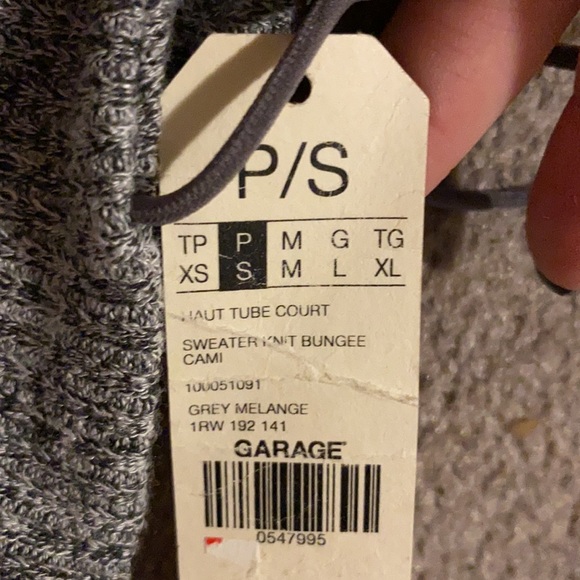 P/S
TP P M G TG
XS S M L XL
HAUT TUBE COURT
SWEATER KNIT BUNGEE
CAMI
100051091
GREY MELANGE
1RW 192 141
GARAGE
0547995